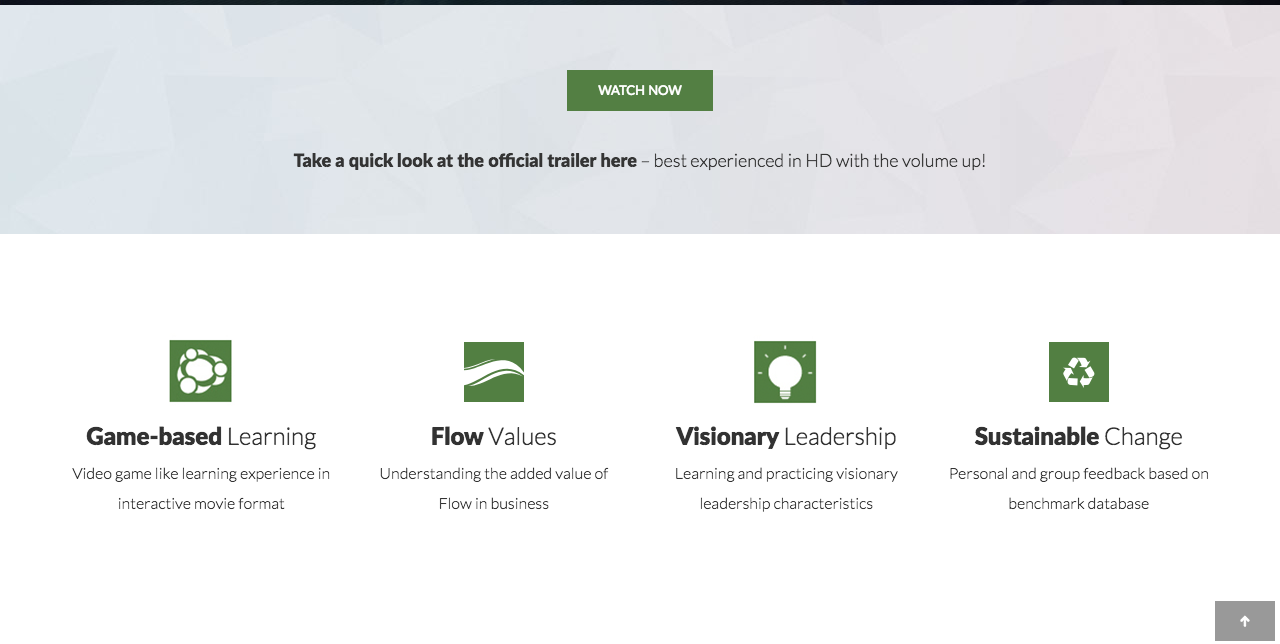 WATCH NOW
Take a quick look at the official trailer here – best experienced in HD with the volume up!
Game-based Learning
Video game like learning experience in
interactive movie format
Flow Values
Understanding the added value of
Flow in business
Visionary Leadership
Learning and practicing visionary
leadership characteristics
Sustainable Change
Personal and group feedback based on
benchmark database